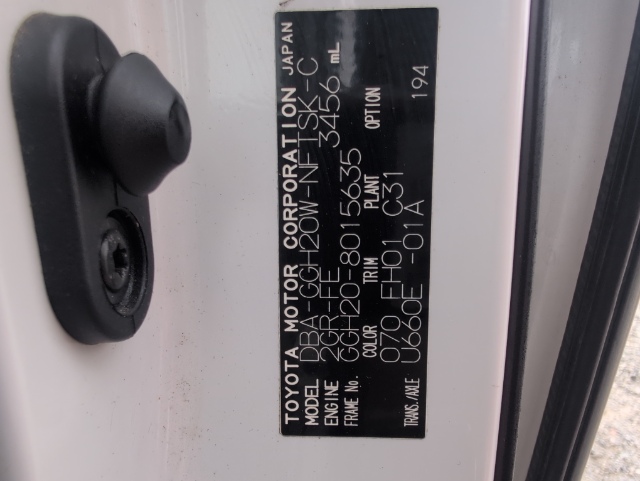 TOYOTA MOTOR CORPORATION JAPAN
MODEL DBA-GGH20W-NFTSK-C
ENGINE 2GR-FE 3456 mL
FRAME No. GGH20-8015635
COLOR TRIM PLANT OPTION
070 FH01 C31 194
TRANS./AXLE U660E -01A